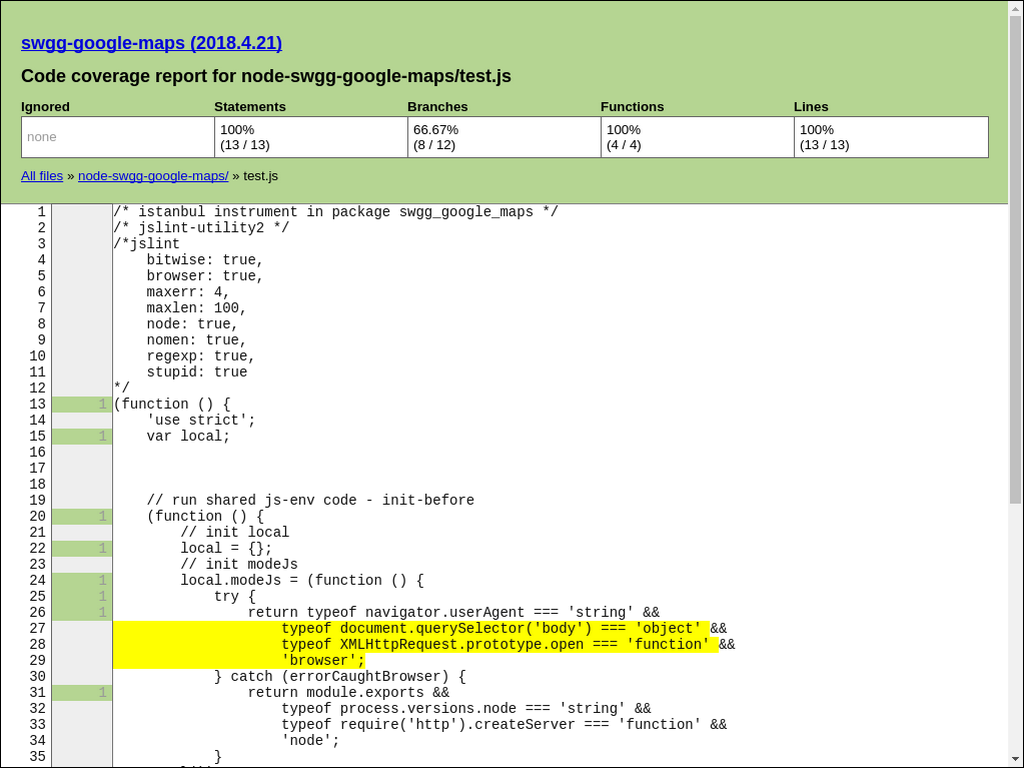 swgg-google-maps (2018.4.21)
Code coverage report for node-swgg-google-maps/test.js
Ignored Statements Branches Functions Lines
none 100% 66.67% 100% 100%
(13 / 13) (8 / 12) (4 / 4) (13 / 13)
All files » node-swgg-google-maps/ » test.js
1 /* istanbul instrument in package swgg_google_maps */
2 /* jslint-utility2 */
3 /*jslint
4     bitwise: true,
5     browser: true,
6     maxerr: 4,
7     maxlen: 100,
8     node: true,
9     nomen: true,
10     regexp: true,
11     stupid: true
12 */
13 1 (function () {
14     'use strict';
15 1     var local;
16
17
18
19     // run shared js-env code - init-before
20 1     (function () {
21         // init local
22 1         local = {};
23         // init modeJs
24 1         local.modeJs = (function () {
25 1             try {
26 1                 return typeof navigator.userAgent === 'string' &&
27                     typeof document.querySelector('body') === 'object' &&
28                     typeof XMLHttpRequest.prototype.open === 'function' &&
29                     'browser';
30             } catch (errorCaughtBrowser) {
31 1                 return module.exports &&
32                     typeof process.versions.node === 'string' &&
33                     typeof require('http').createServer === 'function' &&
34                     'node';
35             }